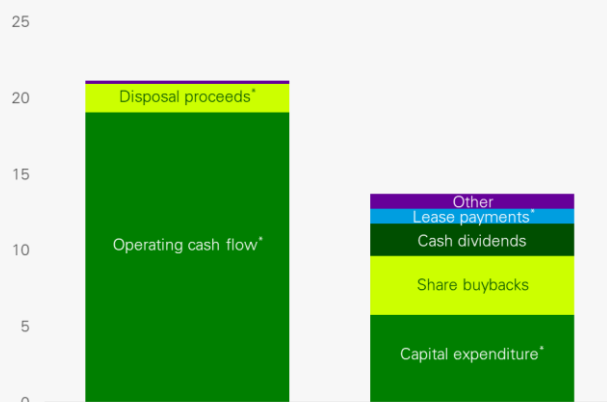 25
20
15
10
5
0
Disposal proceeds*
Operating cash flow*
Other
Lease payments*
Cash dividends
Share buybacks
Capital expenditure*